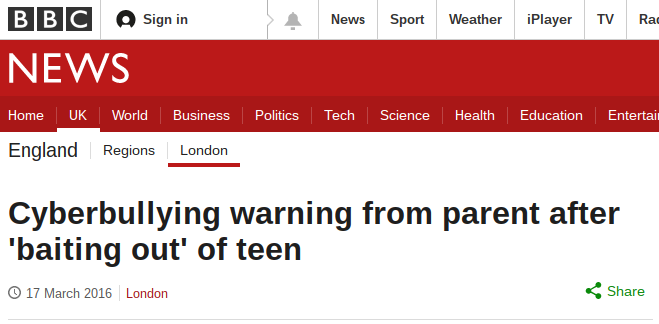 BBC Sign in News Sport Weather iPlayer TV
NEWS
Home UK World Business Politics Tech Science Health Education
England Regions London
Cyberbullying warning from parent after
'baiting out' of teen
17 March 2016 London Share